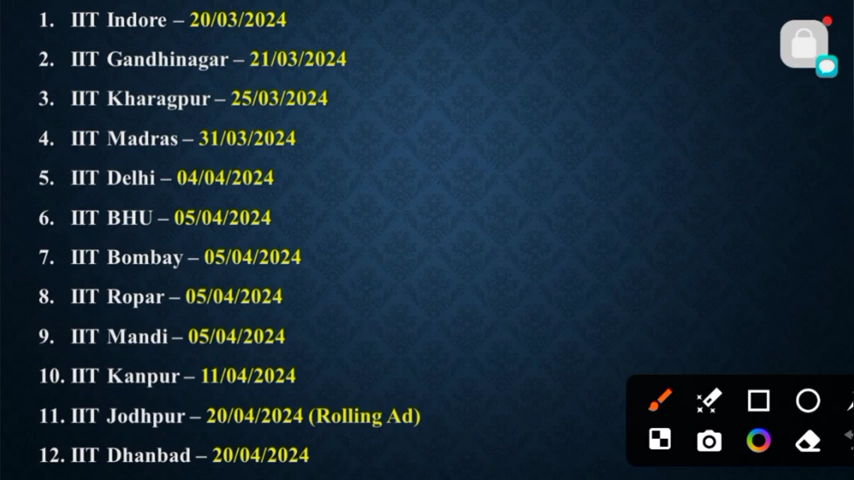 1. IIT Indore – 20/03/2024
2. IIT Gandhinagar – 21/03/2024
3. IIT Kharagpur – 25/03/2024
4. IIT Madras – 31/03/2024
5. IIT Delhi – 04/04/2024
6. IIT BHU – 05/04/2024
7. IIT Bombay – 05/04/2024
8. IIT Ropar – 05/04/2024
9. IIT Mandi – 05/04/2024
10. IIT Kanpur – 11/04/2024
11. IIT Jodhpur – 20/04/2024 (Rolling Ad)
12. IIT Dhanbad – 20/04/2024